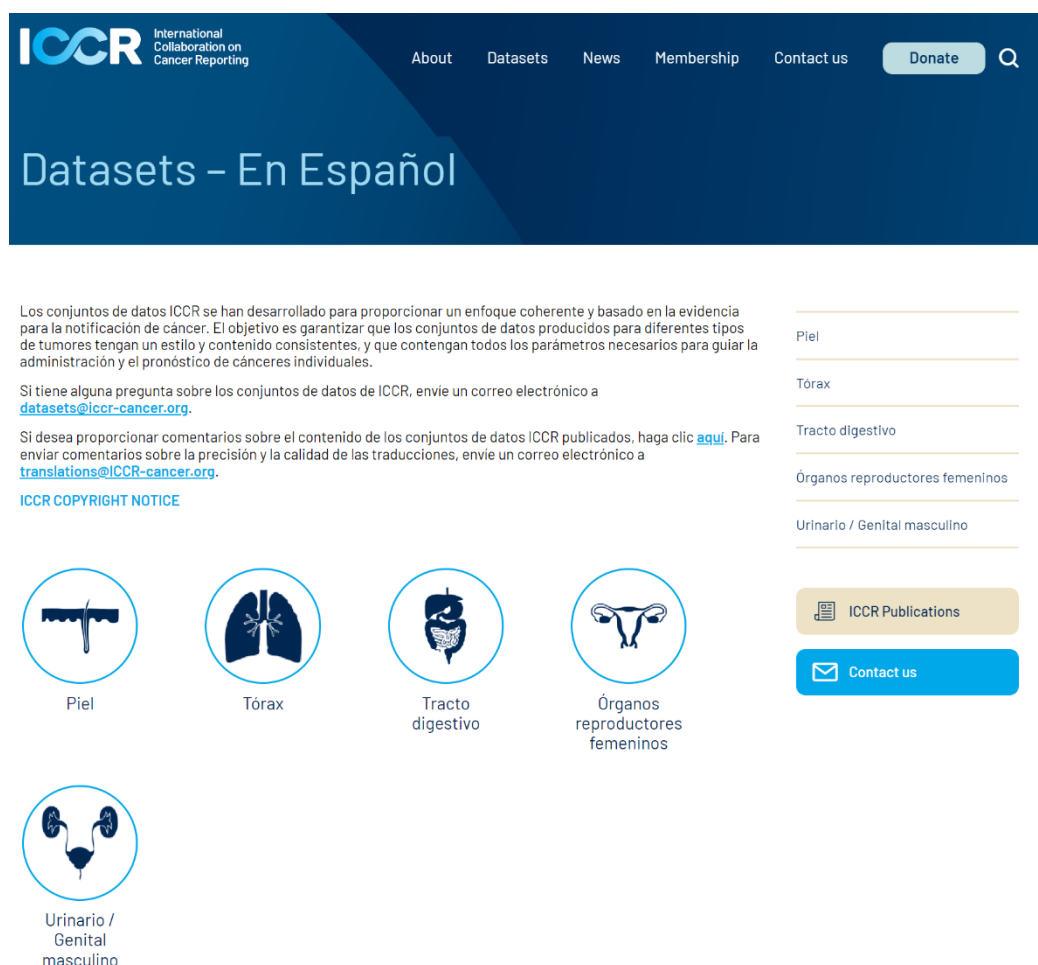 ICCR
International
Collaboration on
Cancer Reporting
About Datasets News Membership Contact us Donate
Datasets – En Español
Los conjuntos de datos ICCR se han desarrollado para proporcionar un enfoque coherente y basado en la evidencia
para la notificación de cáncer. El objetivo es garantizar que los conjuntos de datos producidos para diferentes tipos
de tumores tengan un estilo y contenido consistentes, y que contengan todos los parámetros necesarios para guiar la
administración y el pronóstico de cánceres individuales.
Si tiene alguna pregunta sobre los conjuntos de datos de ICCR, envíe un correo electrónico a
datasets@iccr-cancer.org.
Si desea proporcionar comentarios sobre el contenido de los conjuntos de datos ICCR publicados, haga clic aquí. Para
enviar comentarios sobre la precisión y la calidad de las traducciones, envíe un correo electrónico a
translations@ICCR-cancer.org.
ICCR COPYRIGHT NOTICE
Piel
Tórax
Tracto
digestivo
Órganos
reproductores
femeninos
Urinario /
Genital
masculino
Piel
Tórax
Tracto digestivo
Órganos reproductores femeninos
Urinario / Genital masculino
ICCR Publications
Contact us